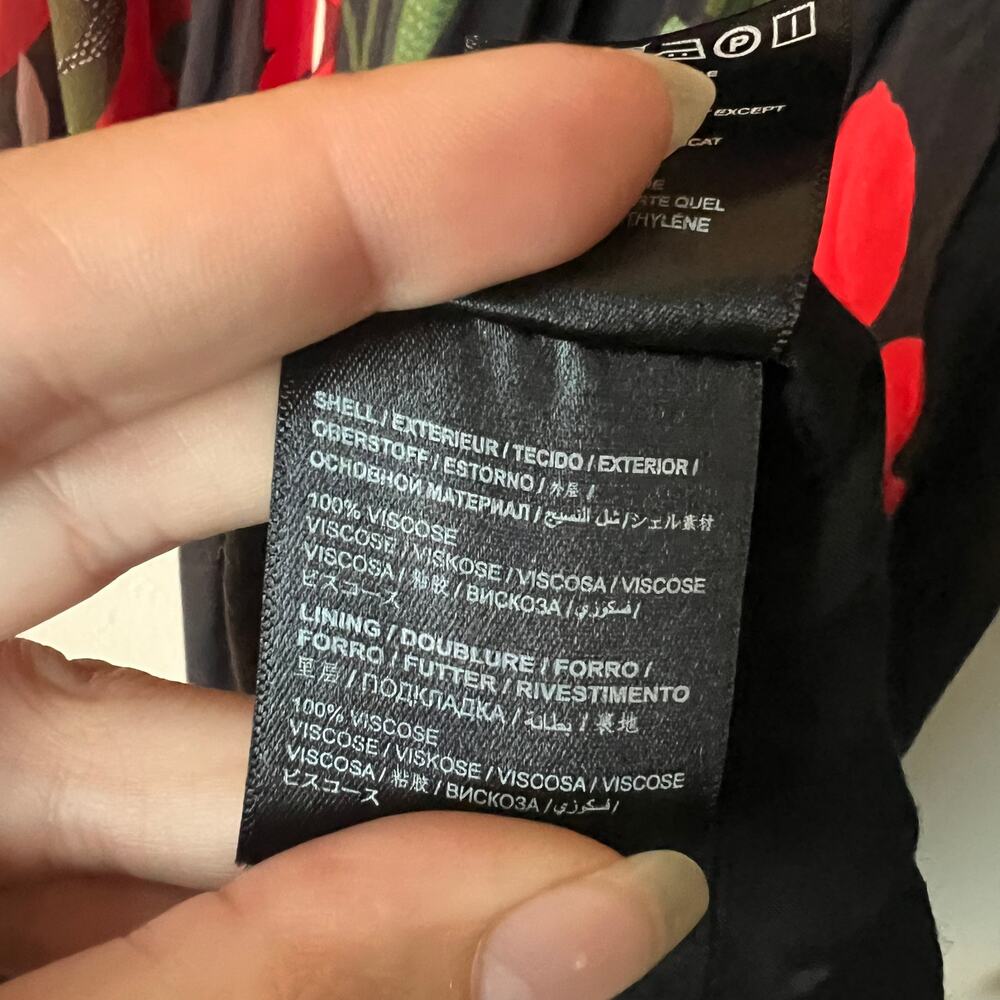 P
EXCEPT
CAT
QUEL
SHELL / EXTERIEUR / TECIDO / EXTERIOR /
OBERSTOFF / ESTORNO / 外层 /
ОСНОВНОЙ МАТЕРИАЛ / شل النسيج / シェル素材
100% VISCOSE
VISCOSE / VISKOSE / VISCOSA / VISCOSE
VISCOSA / 粘胶 / ВИСКОЗА / فسكوزي /
ビスコース
LINING / DOUBLURE / FORRO /
FORRO / FUTTER / RIVESTIMENTO
里层 / ПОДКЛАДКА / بطانة / 裏地
100% VISCOSE
VISCOSE / VISKOSE / VISCOSA / VISCOSE
VISCOSA / 粘胶 / ВИСКОЗА / فسكوزي /
ビスコース